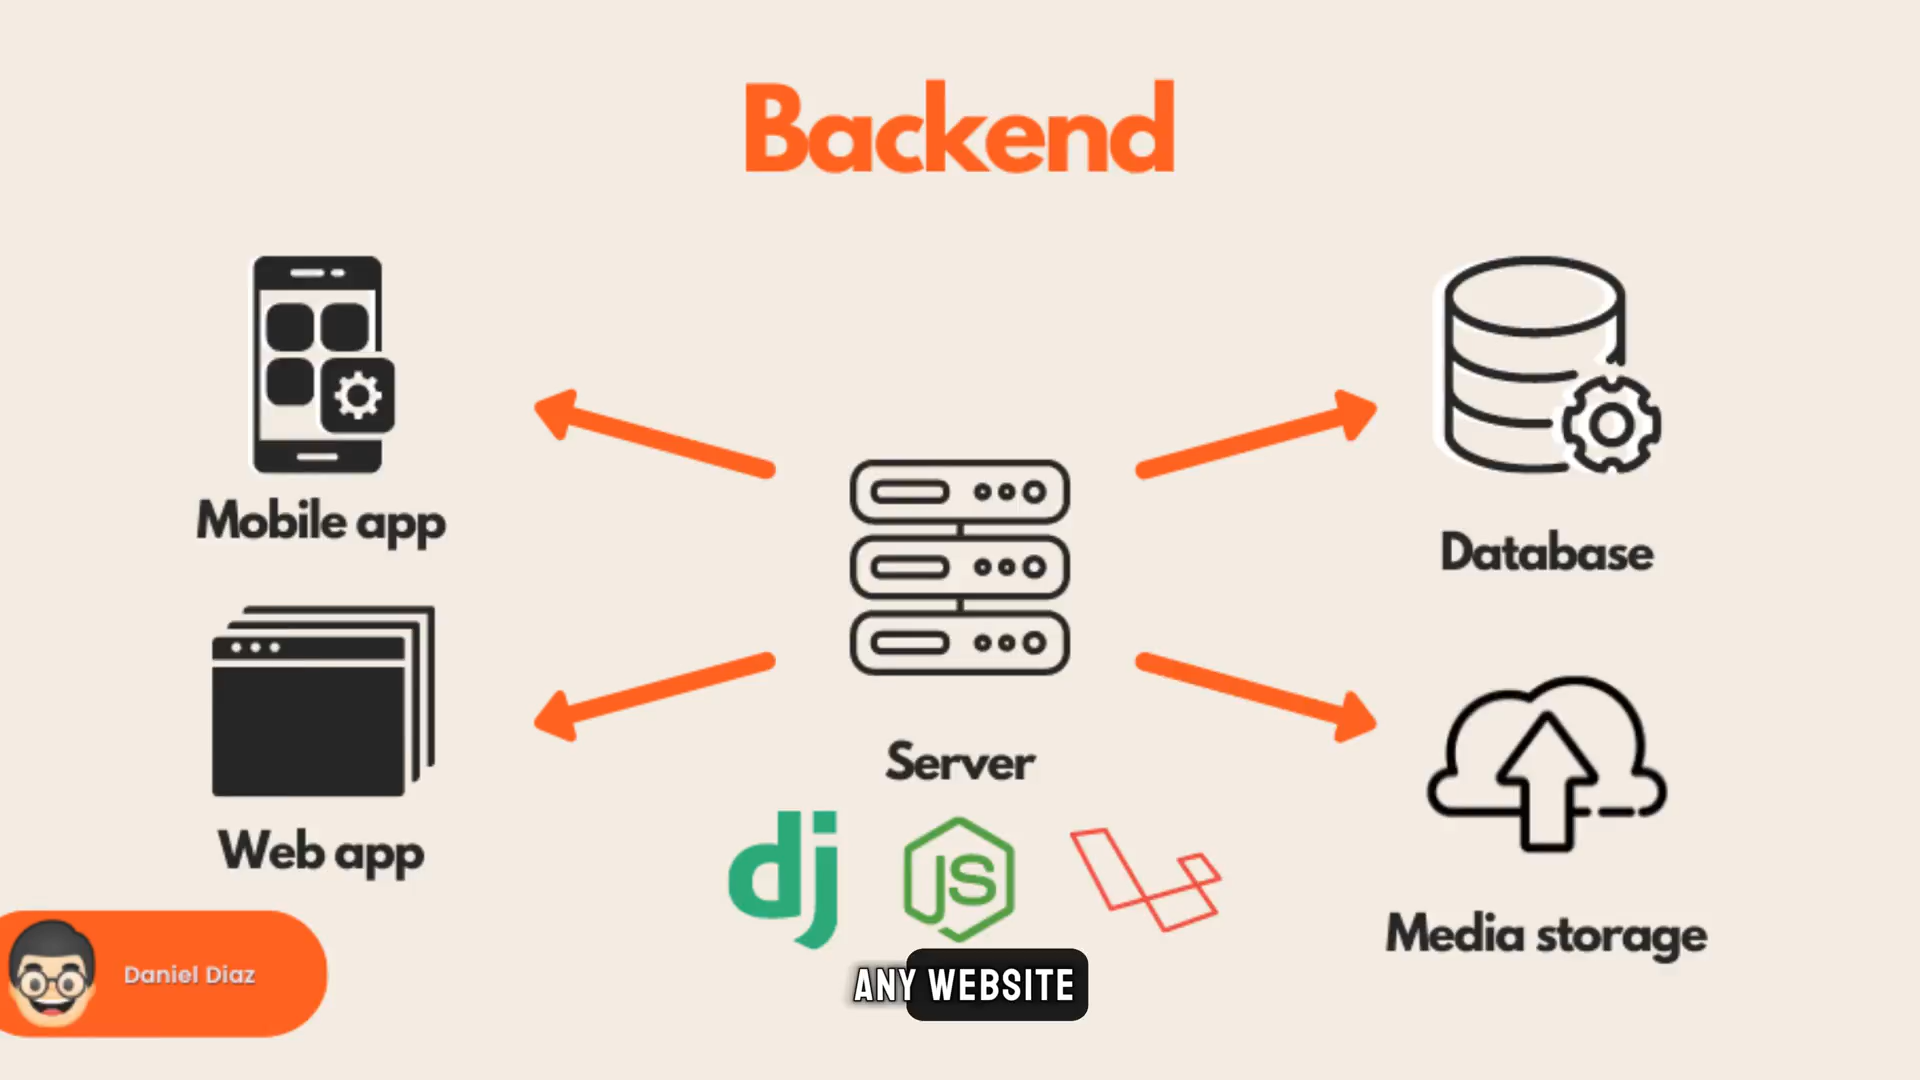 Backend
Mobile app
Database
Web app
Server
Media storage
dj
JS
Daniel Diaz
ANY WEBSITE